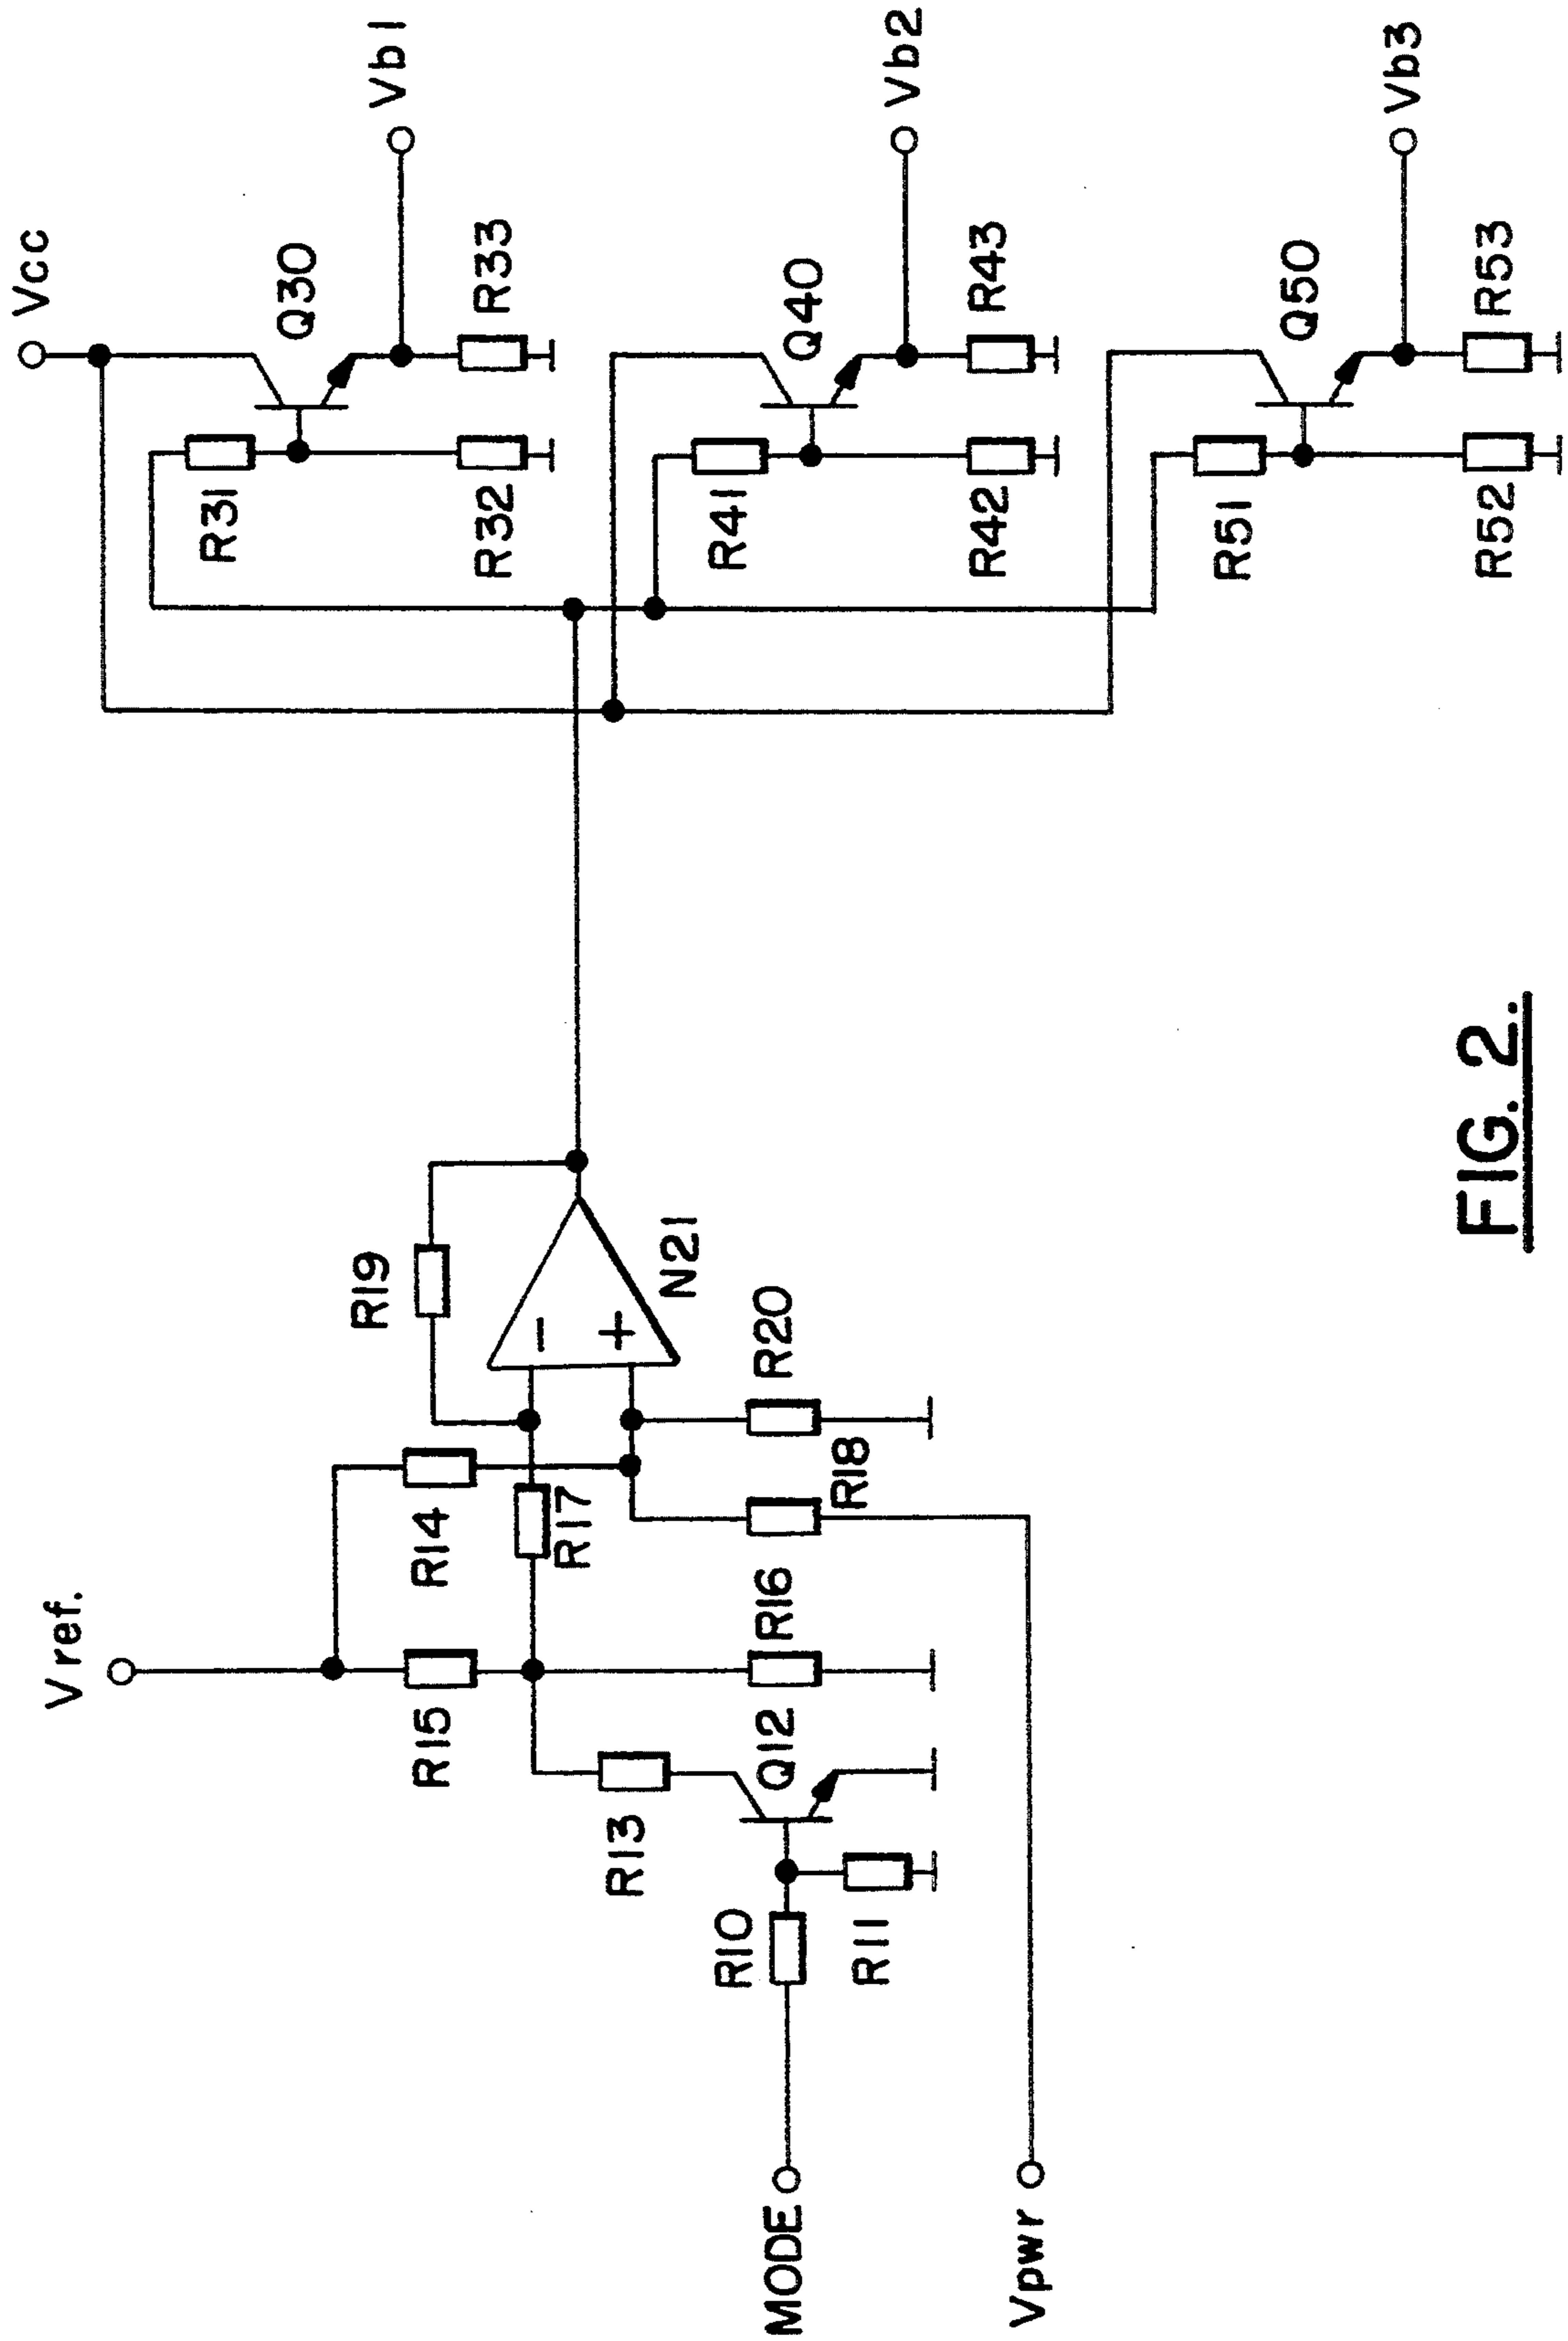 Vcc
Vref.
Q30
Vb1
R31
R33
R32
R14
R19
R15
R17
Q40
Vb2
R41
R43
R42
N21
R13
Q12
R16
R20
R18
R10
R11
MODE
Vpwr
Q50
Vb3
R51
R53
R52
FIG. 2.
−
+